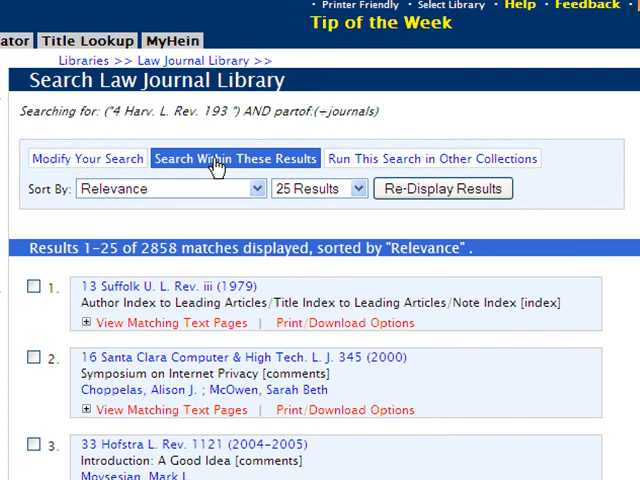 • Printer Friendly • Select Library • Help • Feedback •
Tip of the Week
ator Title Lookup MyHein
Libraries >> Law Journal Library >>
Search Law Journal Library
Searching for: ("4 Harv. L. Rev. 193 ") AND partof:(+journals)
Modify Your Search Search Within These Results Run This Search in Other Collections
Sort By: Relevance 25 Results Re-Display Results
Results 1-25 of 2858 matches displayed, sorted by "Relevance" .
1. 13 Suffolk U. L. Rev. iii (1979)
Author Index to Leading Articles/Title Index to Leading Articles/Note Index [index]
View Matching Text Pages | Print/Download Options
2. 16 Santa Clara Computer & High Tech. L. J. 345 (2000)
Symposium on Internet Privacy [comments]
Choppelas, Alison J. ; McOwen, Sarah Beth
View Matching Text Pages | Print/Download Options
3. 33 Hofstra L. Rev. 1121 (2004-2005)
Introduction: A Good Idea [comments]
Moysesian, Mark L